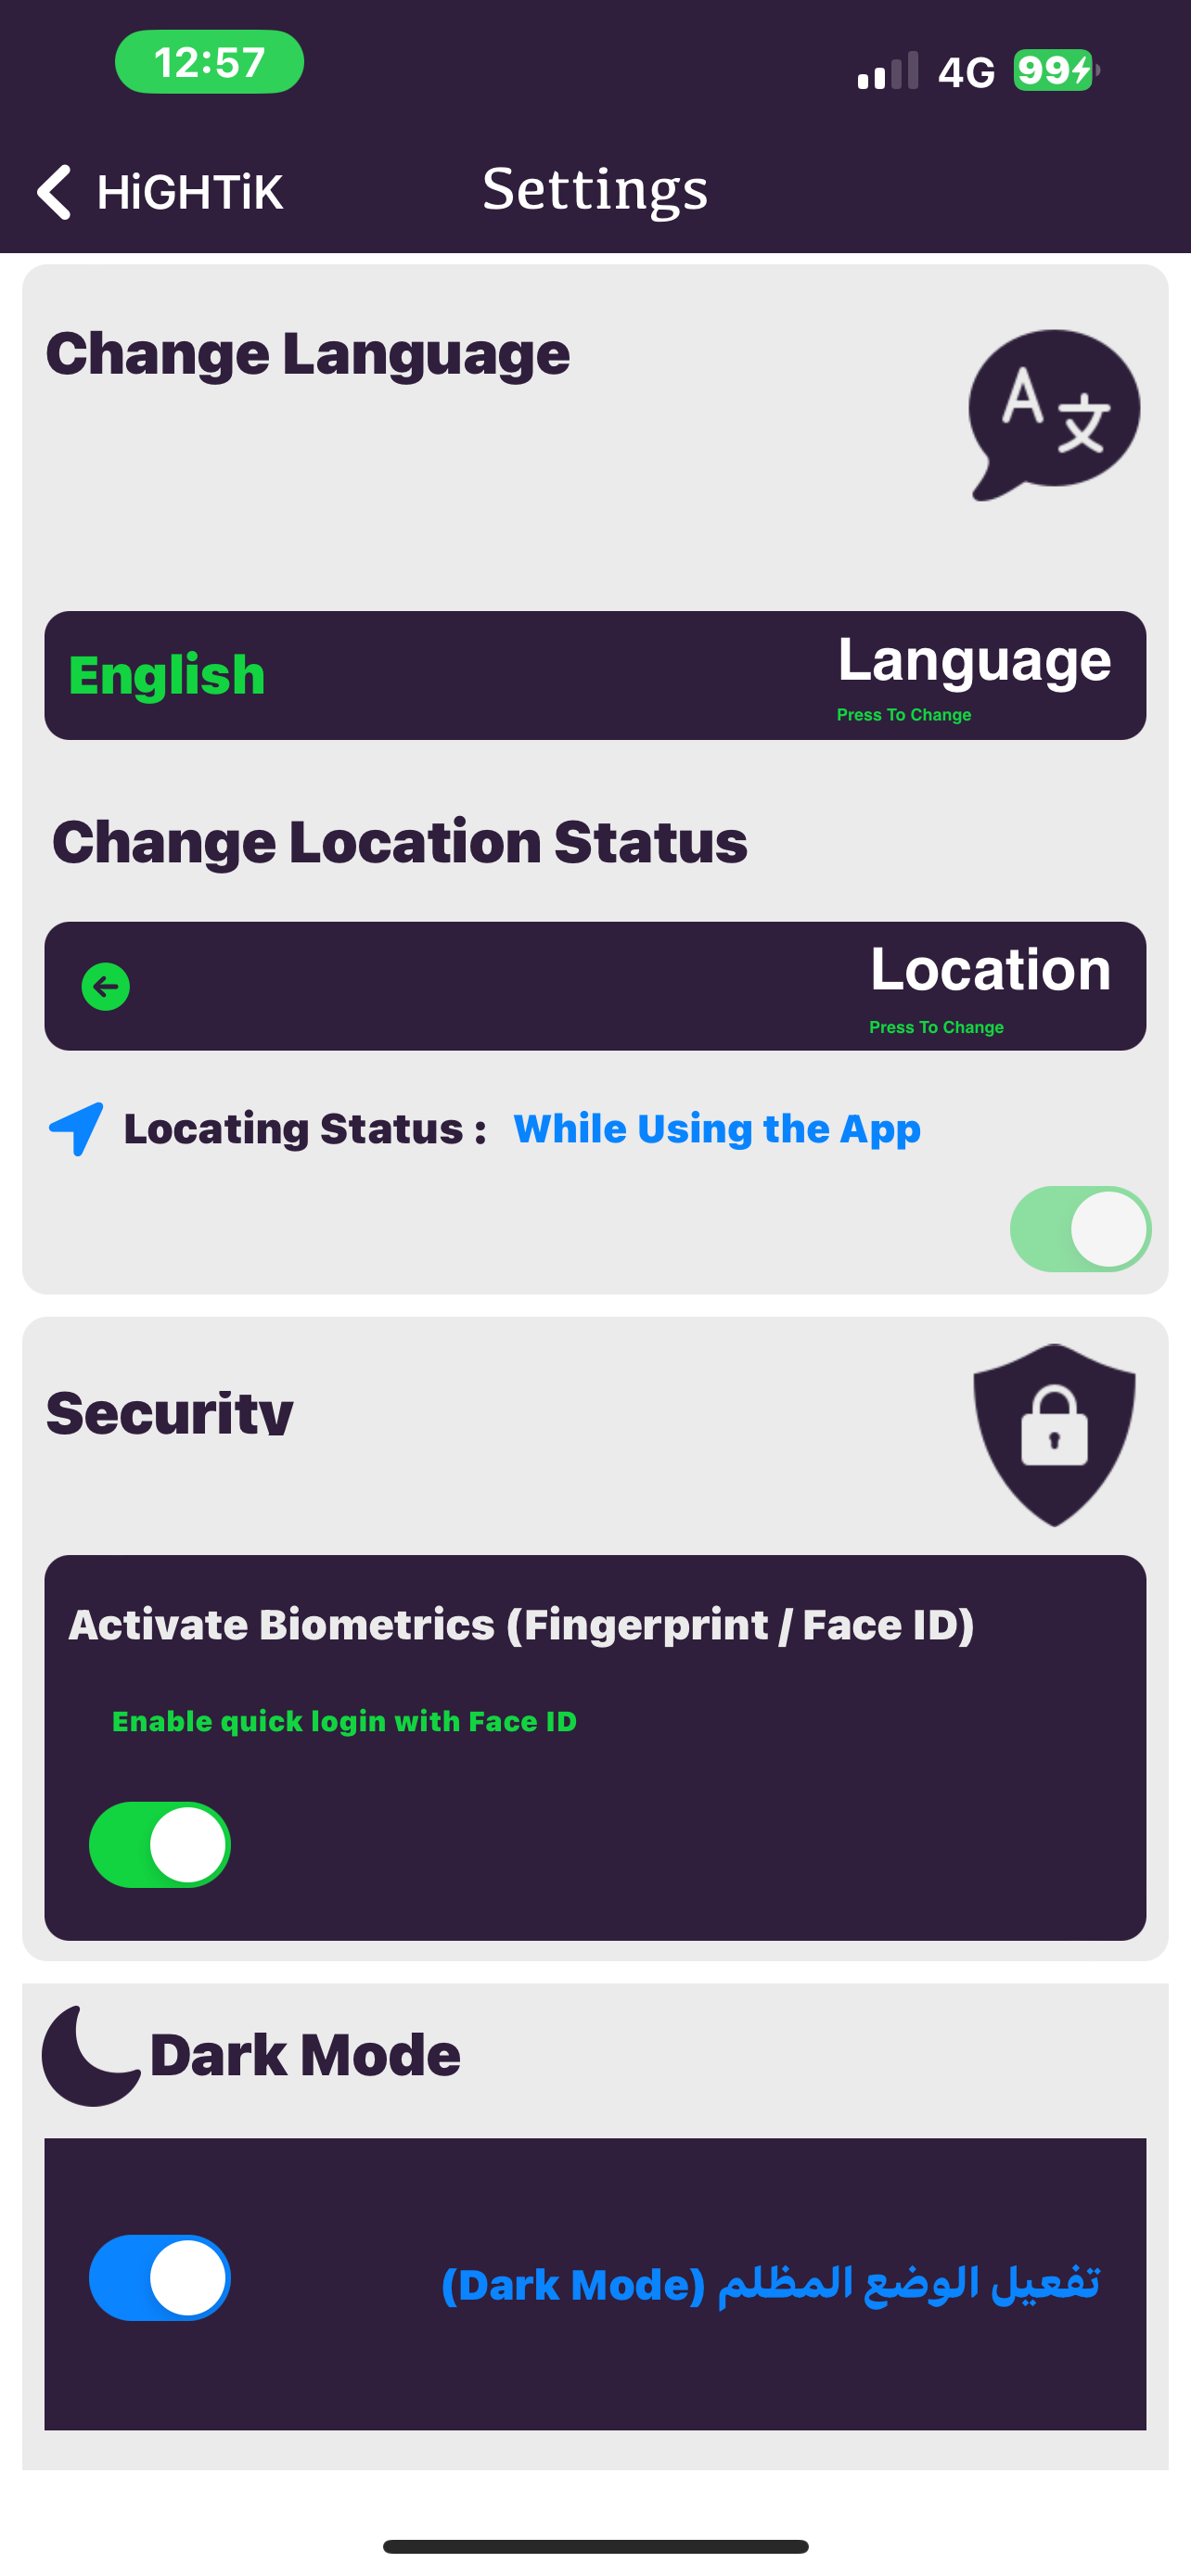 12:57
4G
99
HiGHTiK
Settings
Change Language
A 文
English
Language
Press To Change
Change Location Status
Location
Press To Change
Locating Status : While Using the App
Security
Activate Biometrics (Fingerprint / Face ID)
Enable quick login with Face ID
Dark Mode
تفعيل الوضع المظلم (Dark Mode)